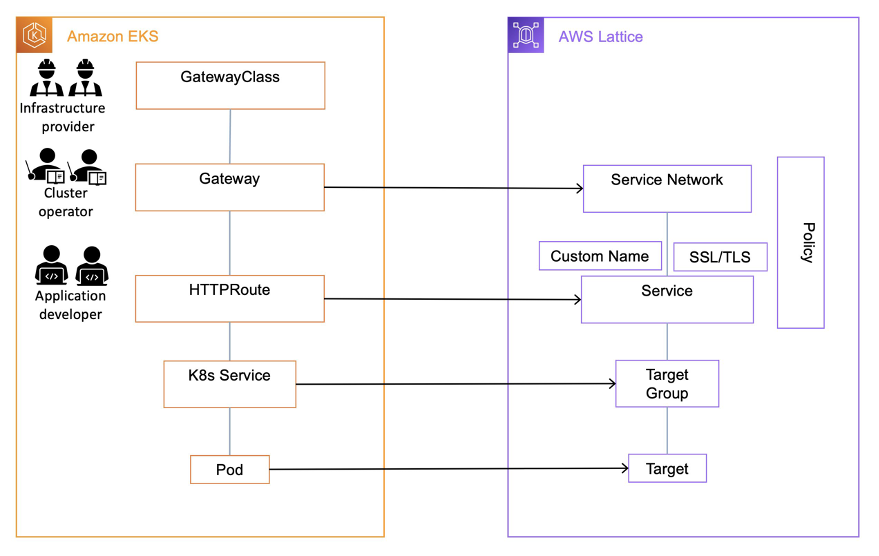 Amazon EKS
AWS Lattice
GatewayClass
Infrastructure
provider
Gateway
Service Network
Cluster
operator
Policy
Custom Name
SSL/TLS
HTTPRoute
Service
Application
developer
K8s Service
Target
Group
Pod
Target